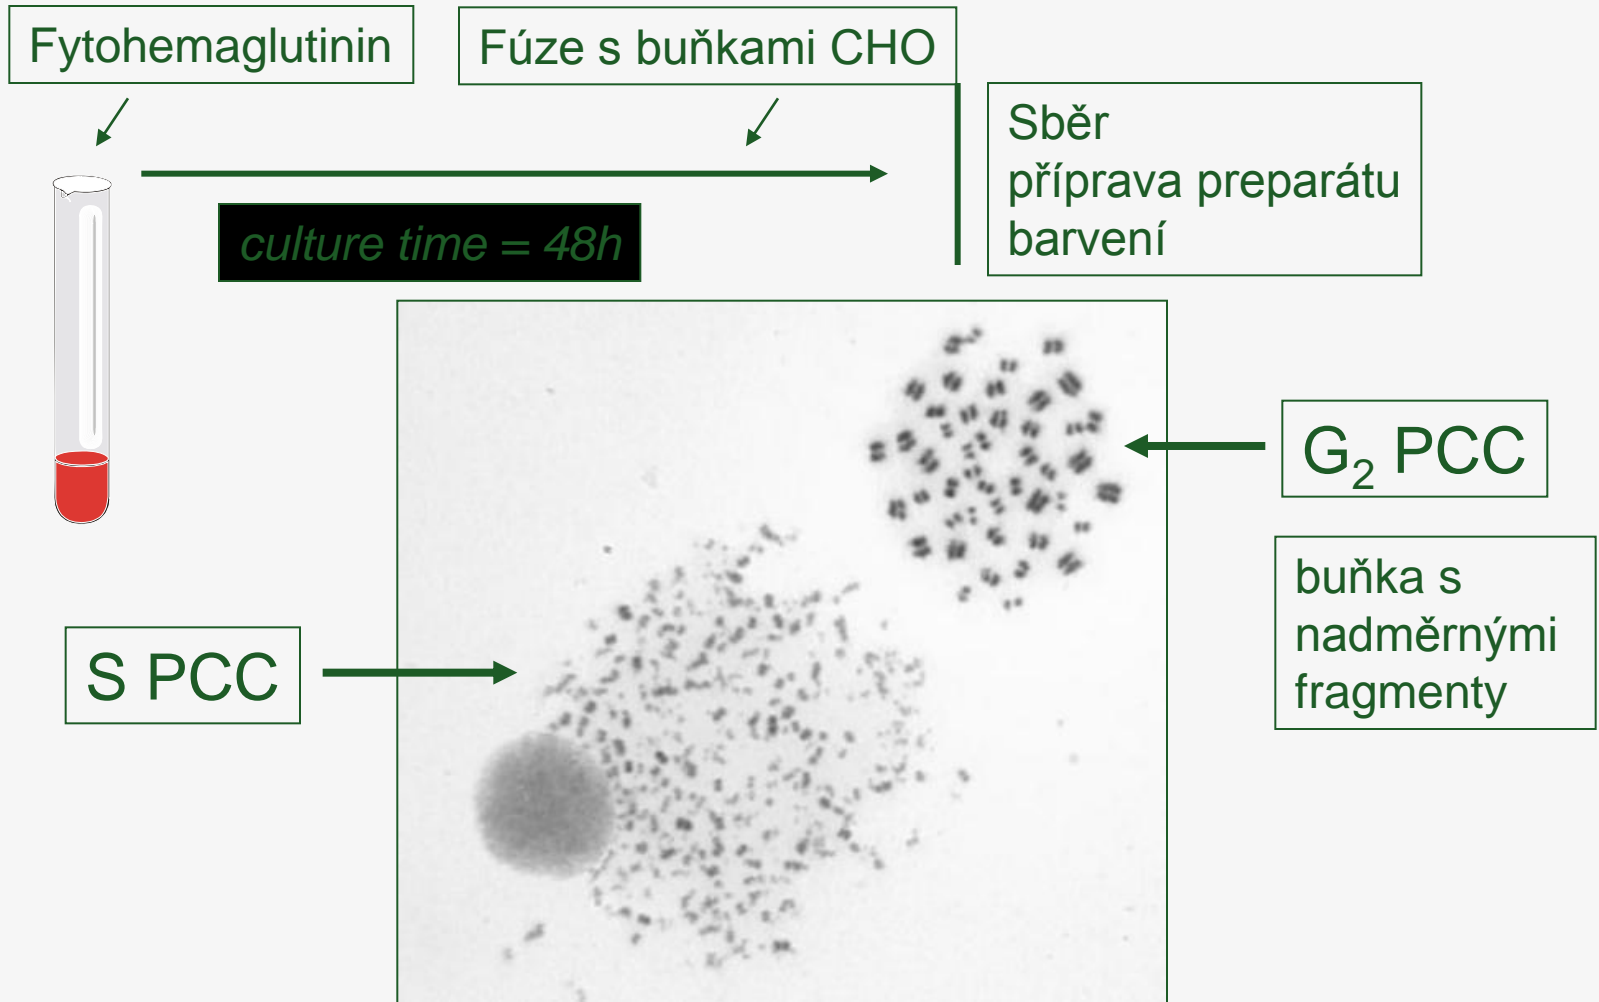 Fytohemaglutinin
Fúze s buňkami CHO
Sběr
příprava preparátu
barvení
culture time = 48h
G₂ PCC
buňka s
nadměrnými
fragmenty
S PCC